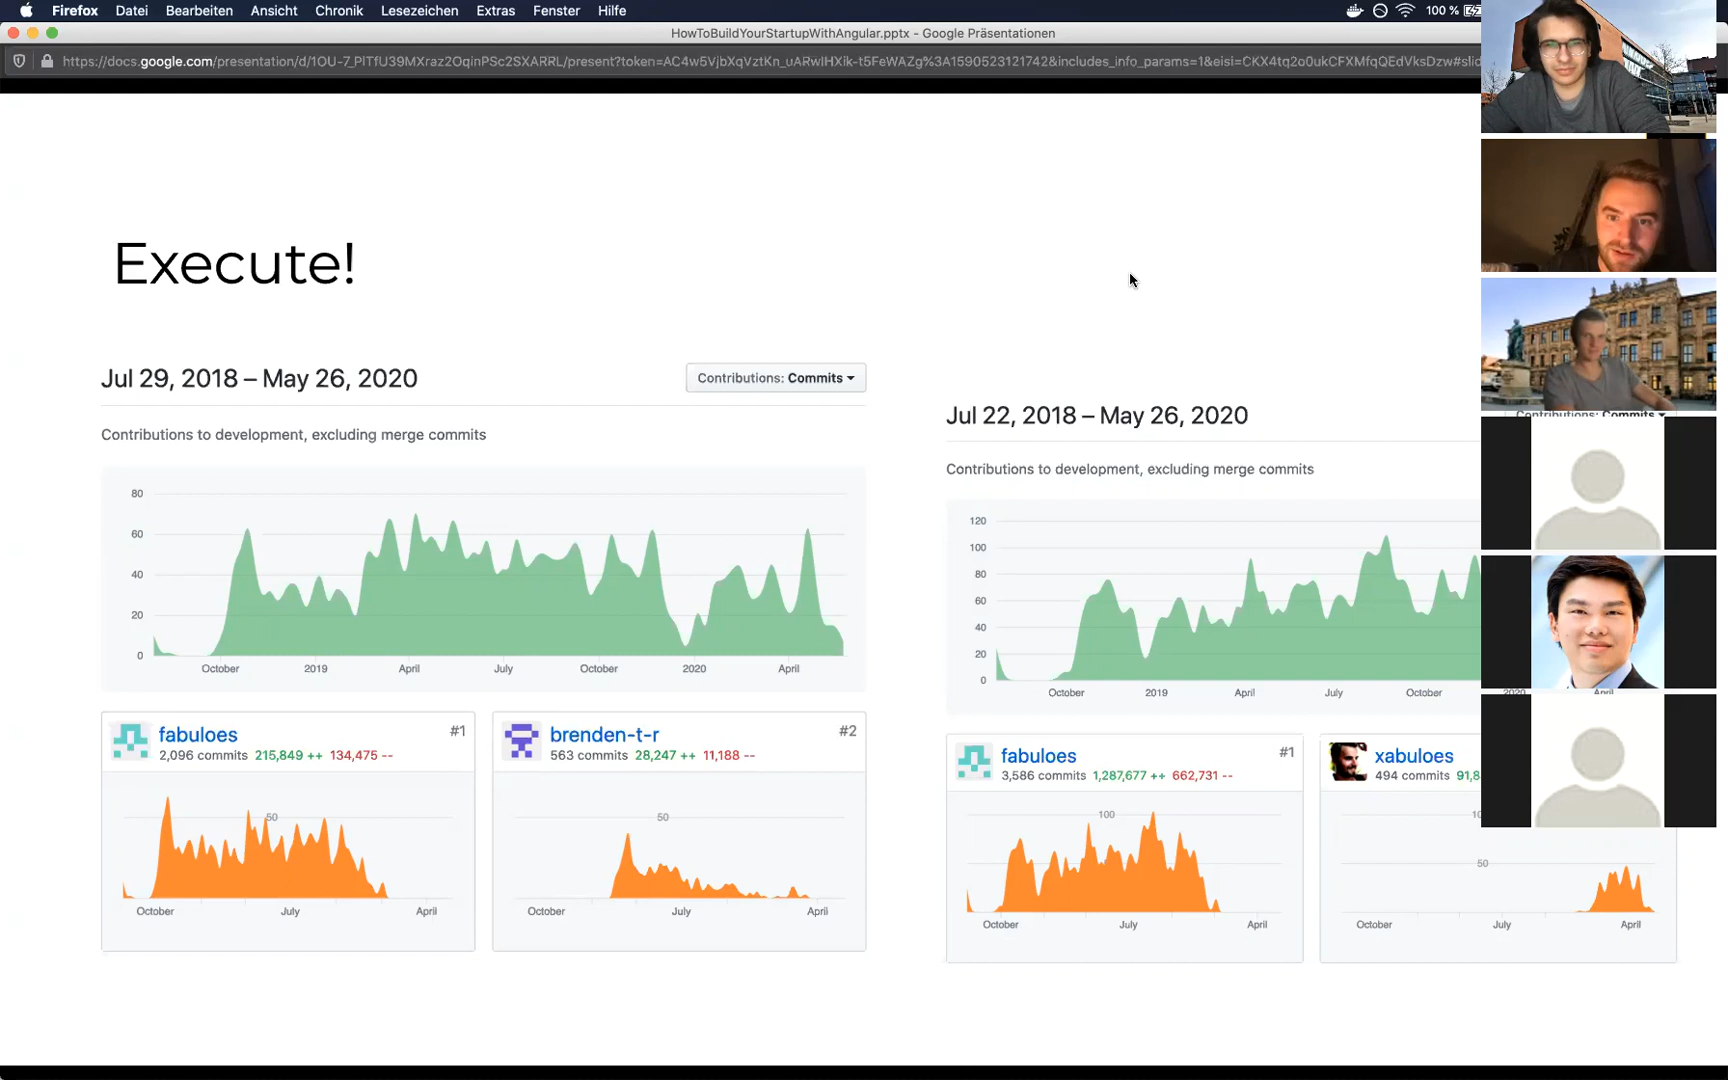 Firefox Datei Bearbeiten Ansicht Chronik Lesezeichen Extras Fenster Hilfe 100 %
HowToBuildYourStartupWithAngular.pptx - Google Präsentationen
Execute!
Jul 29, 2018 – May 26, 2020
Contributions: Commits
Contributions to development, excluding merge commits
80
60
40
20
0
October 2019 April July October 2020 April
fabuloes #1
2,096 commits 215,849 ++ 134,475 --
50
October July April
brenden-t-r #2
563 commits 28,247 ++ 11,188 --
50
October July April
Jul 22, 2018 – May 26, 2020
Contributions: Commits
Contributions to development, excluding merge commits
120
100
80
60
40
20
0
October 2019 April July October 2020 April
fabuloes #1
3,586 commits 1,287,677 ++ 662,731 --
100
October July April
xabuloes
494 commits
50
October July April